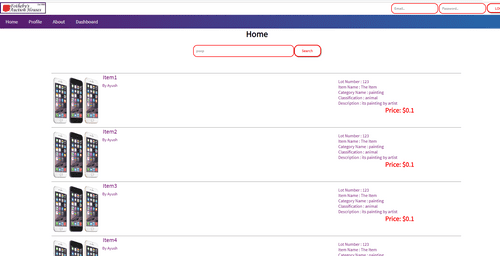 Fotheby's
Auction Houses
Email...
Password..
Home
Profile
About
Dashboard
Home
Search
Item1
By Ayush
Lot Number : 123
Item Name : The Item
Category Name : painting
Classification : animal
Description : its painting by artist
Price: $0.1
Item2
By Ayush
Lot Number : 123
Item Name : The Item
Category Name : painting
Classification : animal
Description : its painting by artist
Price: $0.1
Item3
By Ayush
Lot Number : 123
Item Name : The Item
Category Name : painting
Classification : animal
Description : its painting by artist
Price: $0.1
Item4
By Ayush
Lot Number : 123
Item Name : The Item
Category Name : painting
Classification : animal